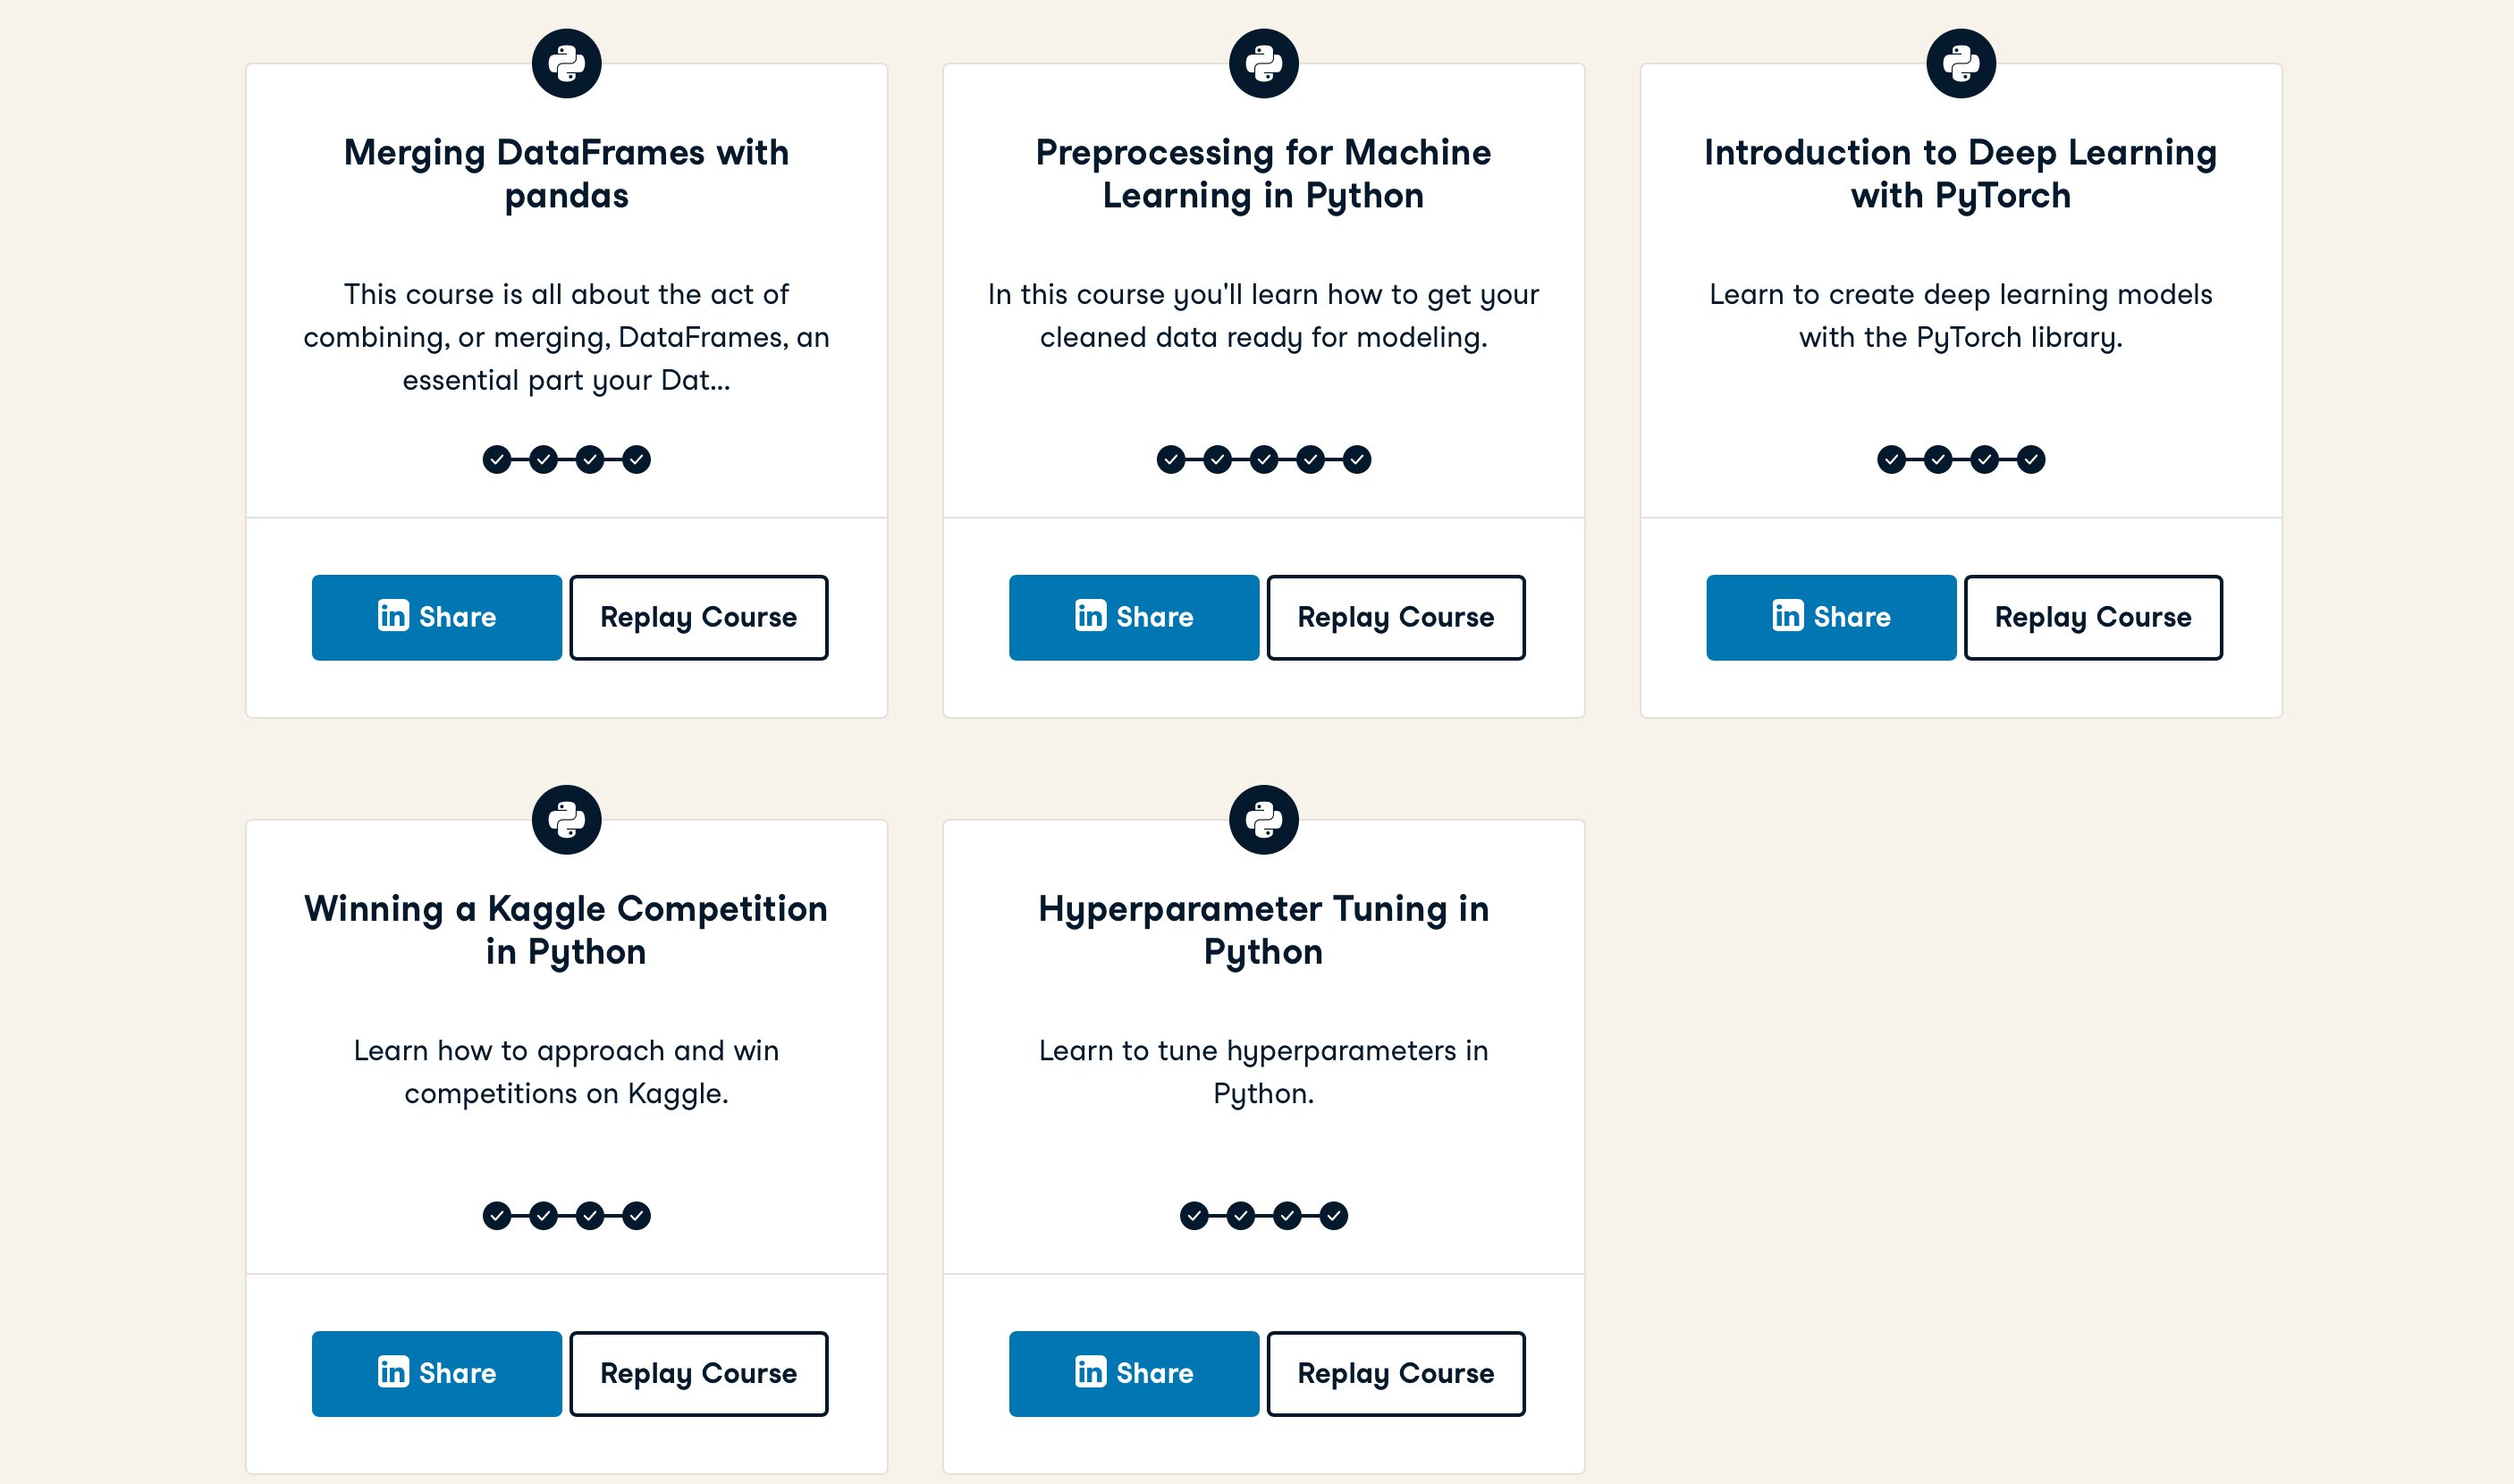 Merging DataFrames with
pandas
This course is all about the act of
combining, or merging, DataFrames, an
essential part your Dat...
in Share
Replay Course
Preprocessing for Machine
Learning in Python
In this course you'll learn how to get your
cleaned data ready for modeling.
in Share
Replay Course
Introduction to Deep Learning
with PyTorch
Learn to create deep learning models
with the PyTorch library.
in Share
Replay Course
Winning a Kaggle Competition
in Python
Learn how to approach and win
competitions on Kaggle.
in Share
Replay Course
Hyperparameter Tuning in
Python
Learn to tune hyperparameters in
Python.
in Share
Replay Course